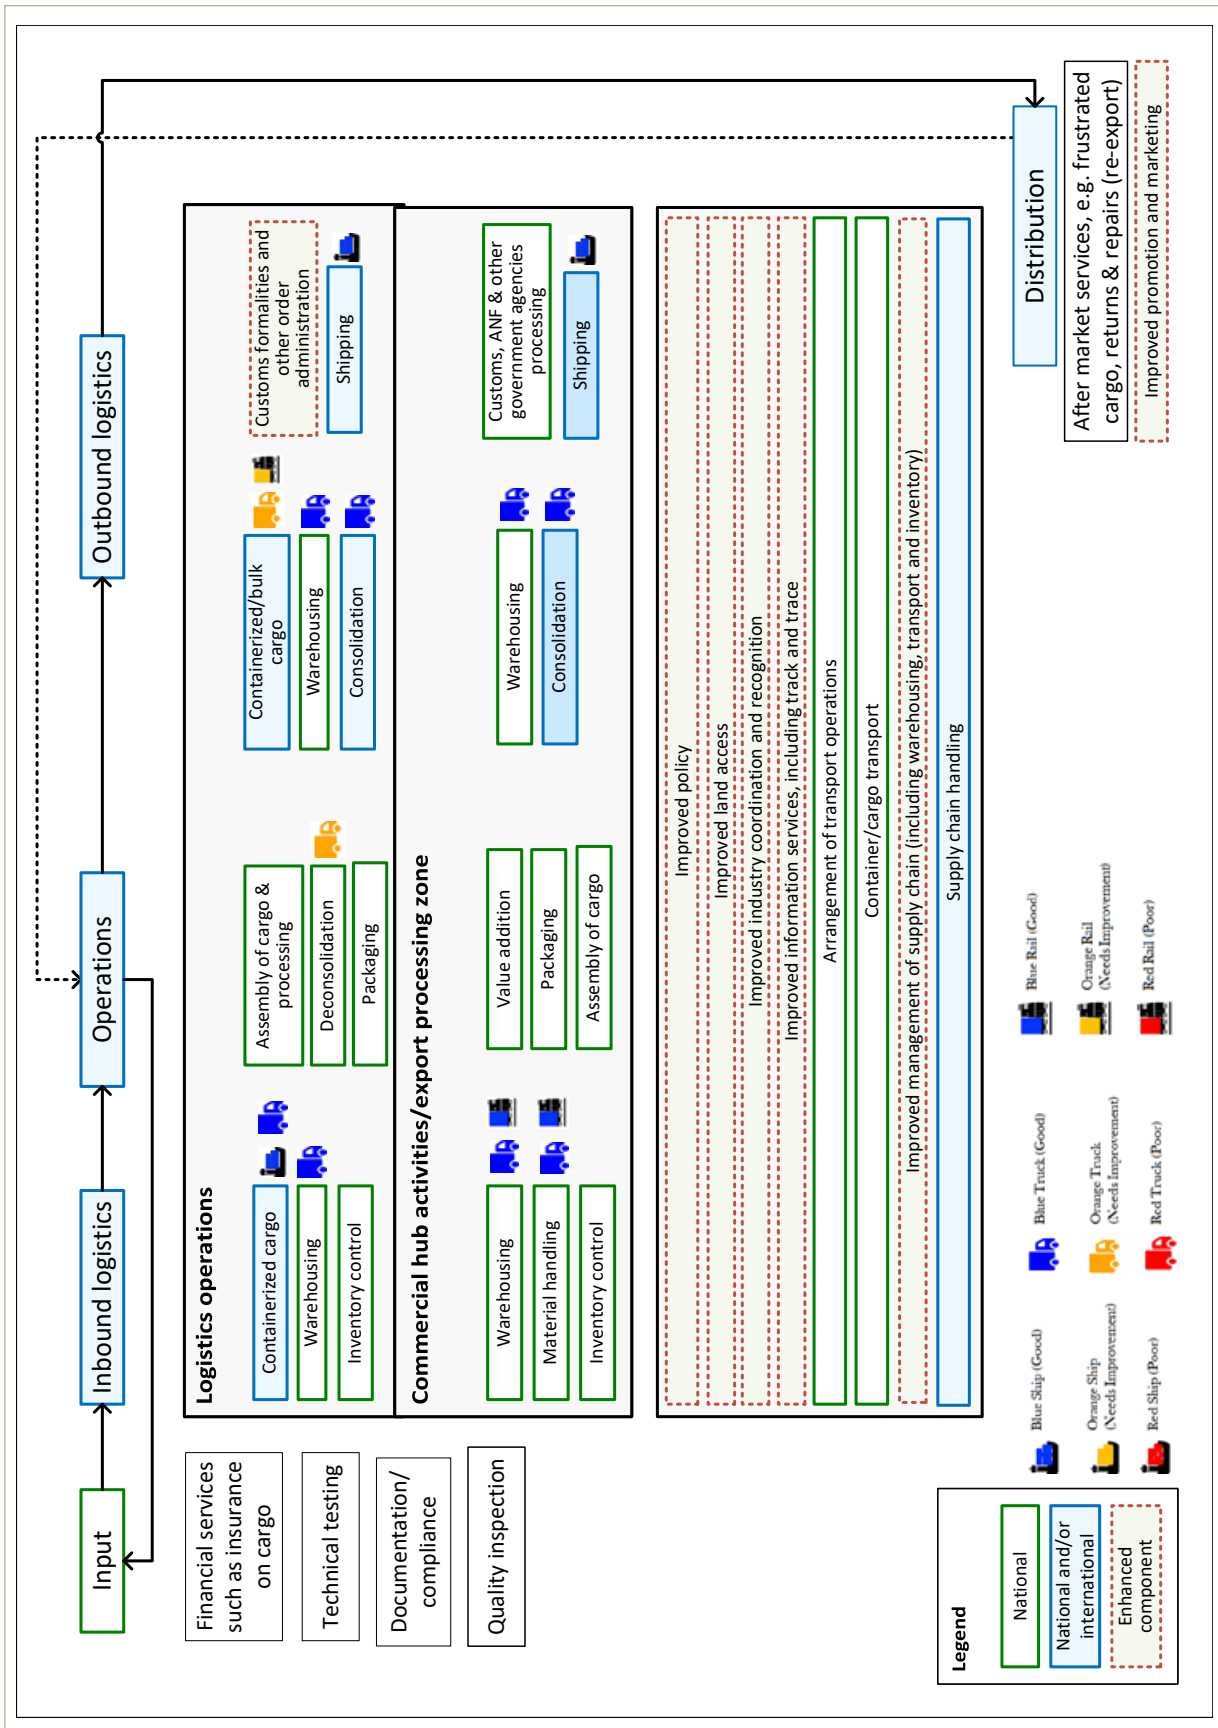 Input
Inbound logistics
Operations
Outbound logistics
Financial services
such as insurance
on cargo
Technical testing
Documentation/
compliance
Quality inspection
Logistics operations
Containerized cargo
Warehousing
Inventory control
Assembly of cargo &
processing
Deconsolidation
Packaging
Containerized/bulk
cargo
Warehousing
Consolidation
Customs formalities and
other order
administration
Shipping
Commercial hub activities/export processing zone
Warehousing
Material handling
Inventory control
Value addition
Packaging
Assembly of cargo
Warehousing
Consolidation
Customs, ANF & other
government agencies
processing
Shipping
Improved policy
Improved land access
Improved industry coordination and recognition
Improved information services, including track and trace
Arrangement of transport operations
Container/cargo transport
Improved management of supply chain (including warehousing, transport and inventory)
Supply chain handling
Distribution
After market services, e.g. frustrated
cargo, returns & repairs (re-export)
Improved promotion and marketing
Legend
National
National and/or
international
Enhanced
component
Blue Ship (Good)
Orange Ship
(Needs Improvement)
Red Ship (Poor)
Blue Truck (Good)
Orange Truck
(Needs Improvement)
Red Truck (Poor)
Blue Rail (Good)
Orange Rail
(Needs Improvement)
Red Rail (Poor)